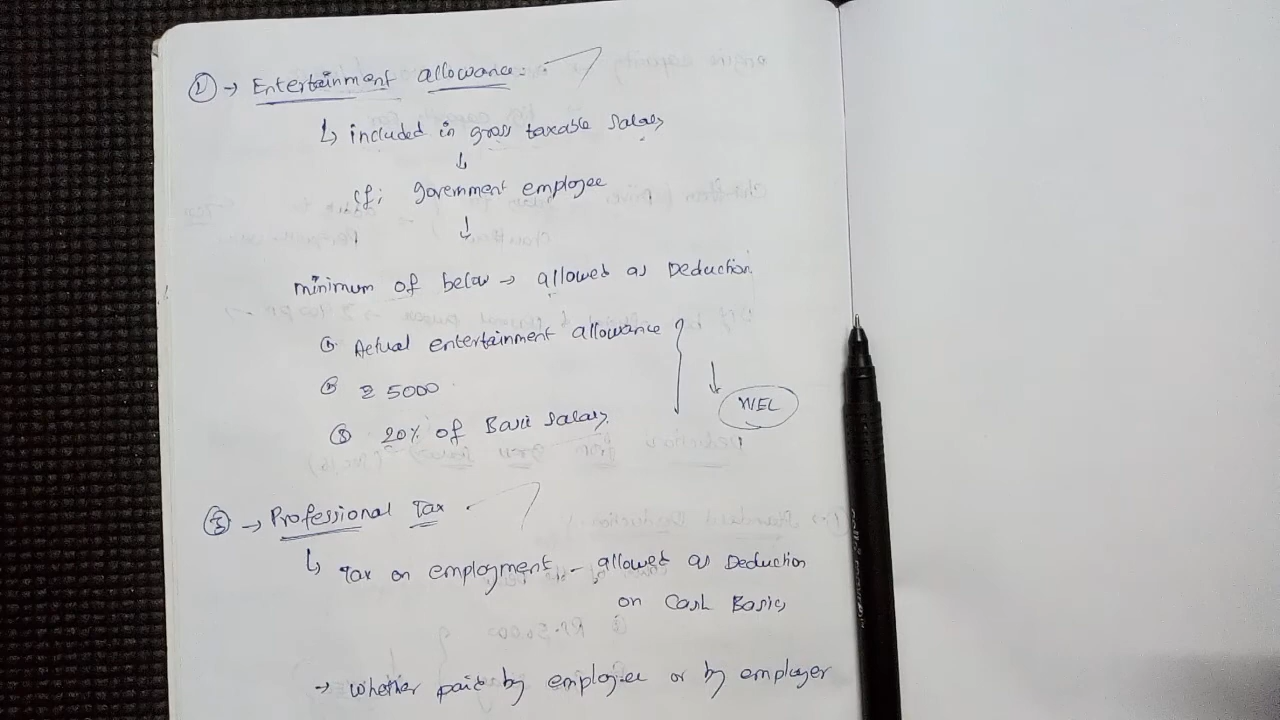 ② → Entertainment allowance:
↳ included in gross taxable salary
↓
If; government employee
↓
minimum of below → allowed as Deduction.
① Actual entertainment allowance
② ₹ 5000
③ 20% of Basic salary.
↓
WEL
③ → Professional Tax
↳ Tax on employment - allowed as Deduction
on Cash Basis
→ whether paid by employee or by employer